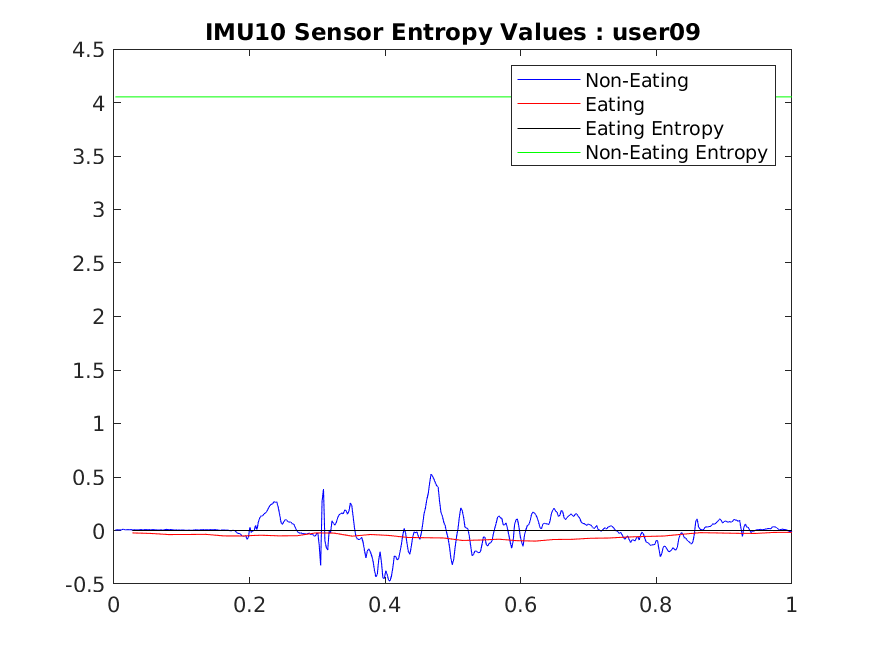 IMU10 Sensor Entropy Values : user09
4.5
4
3.5
3
2.5
2
1.5
1
0.5
0
-0.5
Non-Eating
Eating
Eating Entropy
Non-Eating Entropy
0 0.2 0.4 0.6 0.8 1